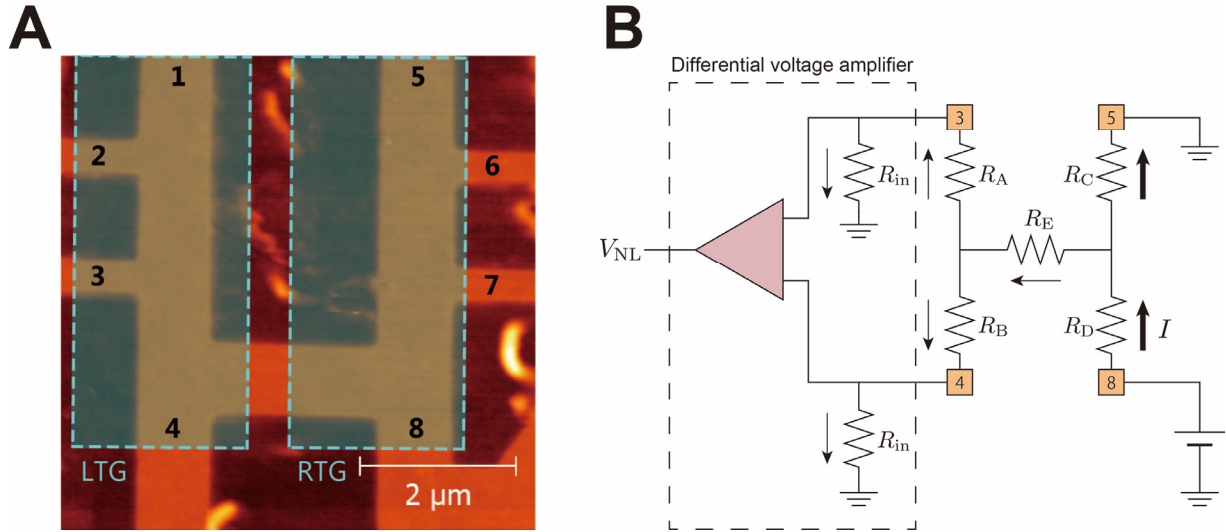 A
1
5
2
6
3
7
4
8
LTG
RTG
2 μm
B
Differential voltage amplifier
3
5
R_in
R_A
R_C
R_E
V_NL
R_B
R_D
I
4
8
R_in